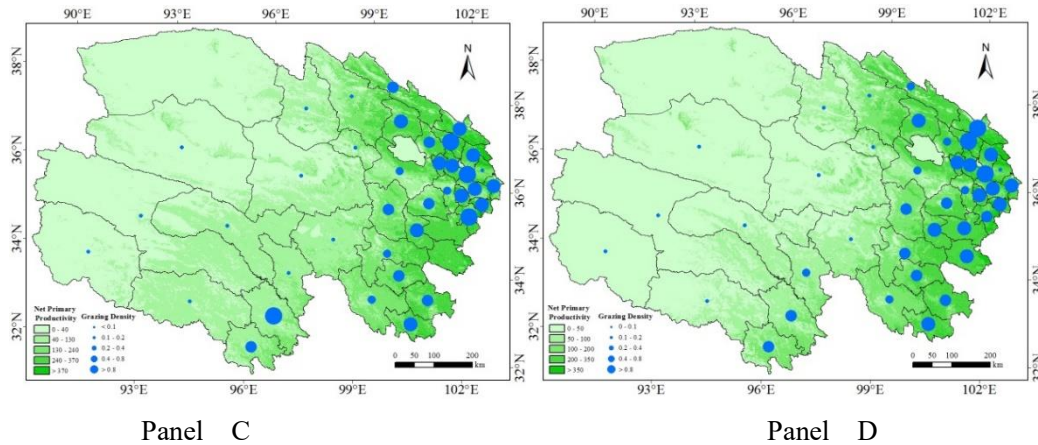 90°E 93°E 96°E 99°E 102°E 90°E 93°E 96°E 99°E 102°E
38°N 38°N 38°N 38°N
N N
36°N 36°N 36°N 36°N
34°N 34°N 34°N 34°N
32°N 32°N 32°N 32°N
Net Primary Productivity
0 - 40
40 - 130
130 - 240
240 - 370
> 370
Grazing Density
< 0.1
0.1 - 0.2
0.2 - 0.4
0.4 - 0.8
> 0.8
0 50 100 200
km
Net Primary Productivity
0 - 50
50 - 100
100 - 200
200 - 350
> 350
Grazing Density
0 - 0.1
0.1 - 0.2
0.2 - 0.4
0.4 - 0.8
> 0.8
0 50 100 200
km
93°E 96°E 99°E 102°E 93°E 96°E 99°E 102°E
Panel C Panel D